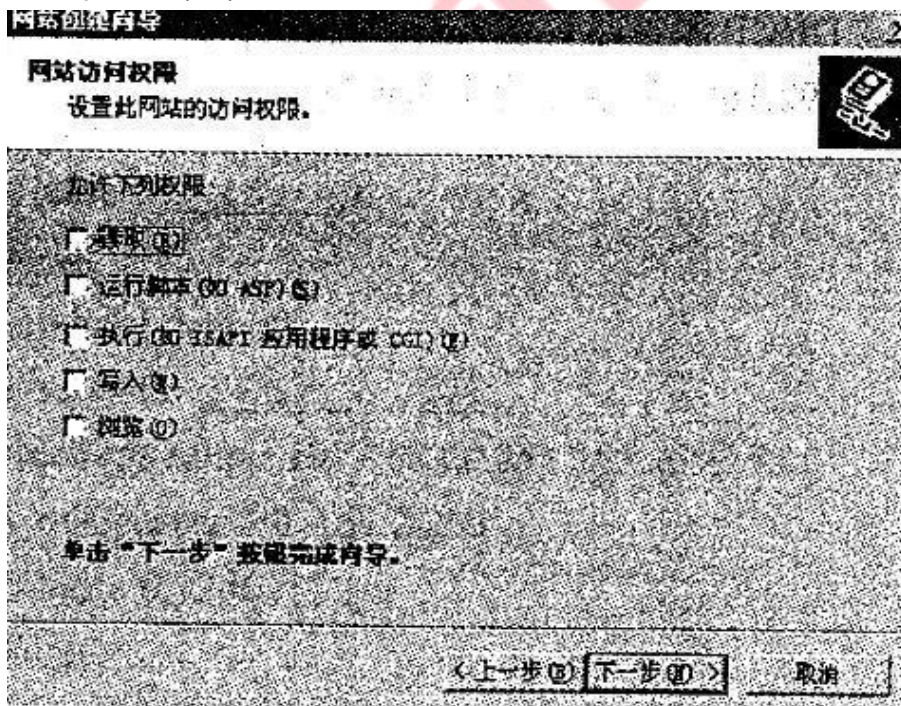 网站创建向导
2
网站访问权限
设置此网站的访问权限。
允许下列权限
读取(R)
运行脚本(如 ASP)(S)
执行(如 ISAPI 应用程序或 CGI)(E)
写入(W)
浏览(O)
单击“下一步”按钮完成向导。
<上一步(B)
下一步(N)>
取消